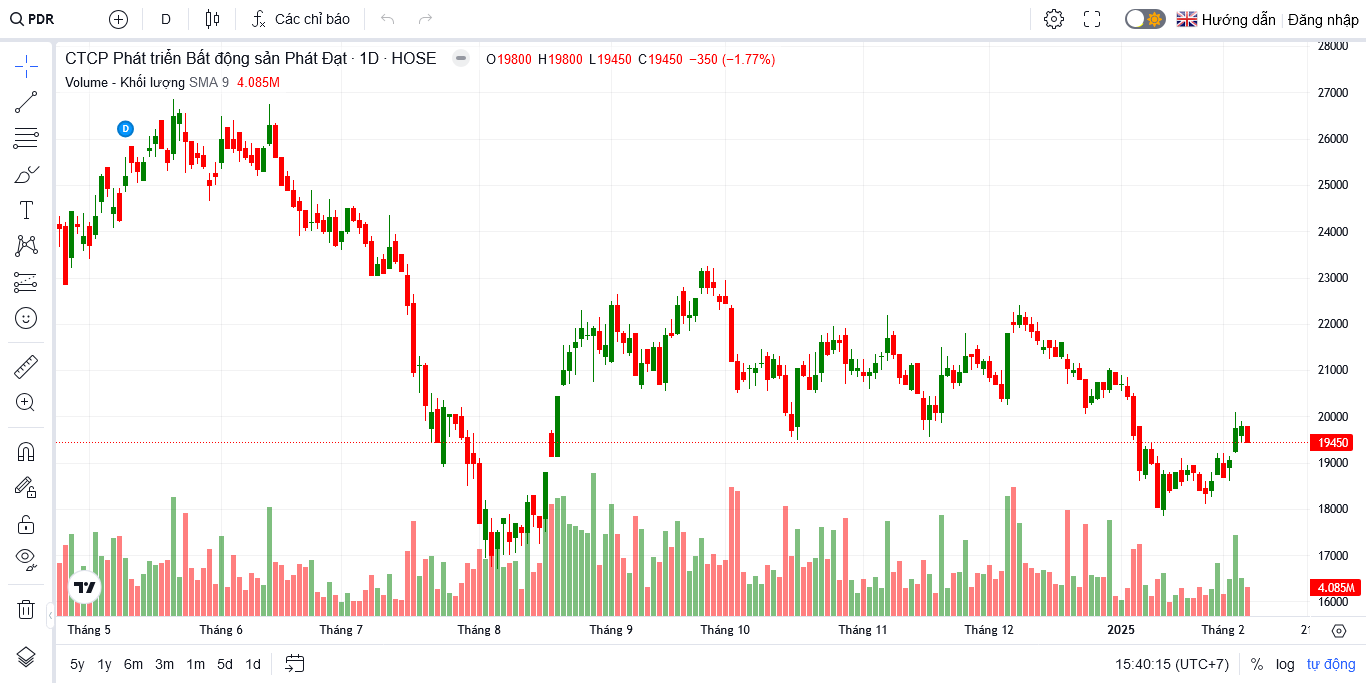 PDR D Các chỉ báo Hướng dẫn Đăng nhập
CTCP Phát triển Bất động sản Phát Đạt · 1D · HOSE O19800 H19800 L19450 C19450 −350 (−1.77%)
Volume - Khối lượng SMA 9 4.085M
D
T
28000
27000
26000
25000
24000
23000
22000
21000
20000
19450
19000
18000
17000
4.085M
16000
Tháng 5 Tháng 6 Tháng 7 Tháng 8 Tháng 9 Tháng 10 Tháng 11 Tháng 12 2025 Tháng 2
5y 1y 6m 3m 1m 5d 1d 15:40:15 (UTC+7) % log tự động